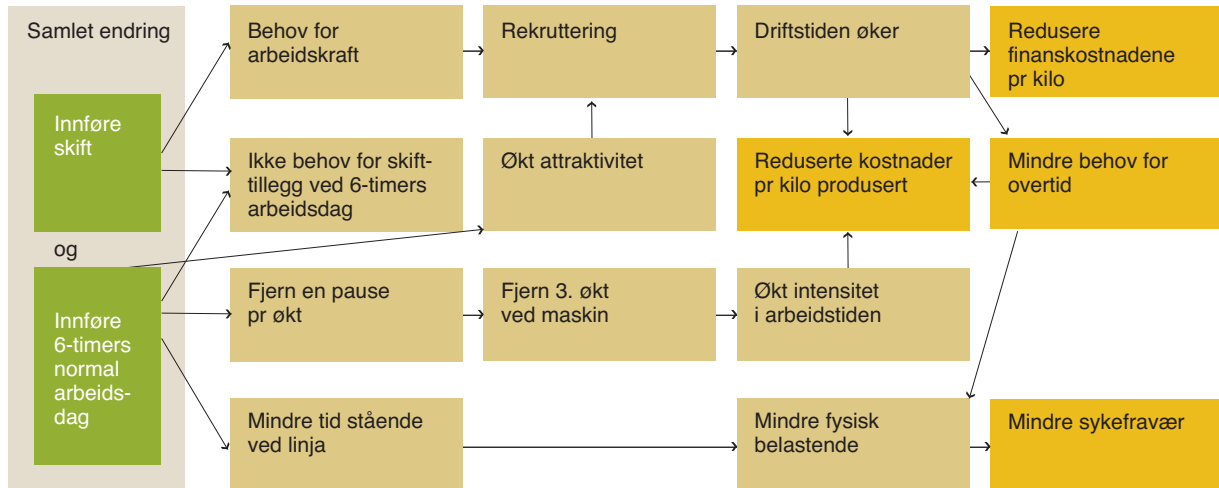 Samlet endring
Innføre
skift
og
Innføre
6-timers
normal
arbeids-
dag
Behov for
arbeidskraft
Rekruttering
Driftstiden øker
Redusere
finanskostnadene
pr kilo
Ikke behov for skift-
tillegg ved 6-timers
arbeidsdag
Økt attraktivitet
Reduserte kostnader
pr kilo produsert
Mindre behov for
overtid
Fjern en pause
pr økt
Fjern 3. økt
ved maskin
Økt intensitet
i arbeidstiden
Mindre tid stående
ved linja
Mindre fysisk
belastende
Mindre sykefravær